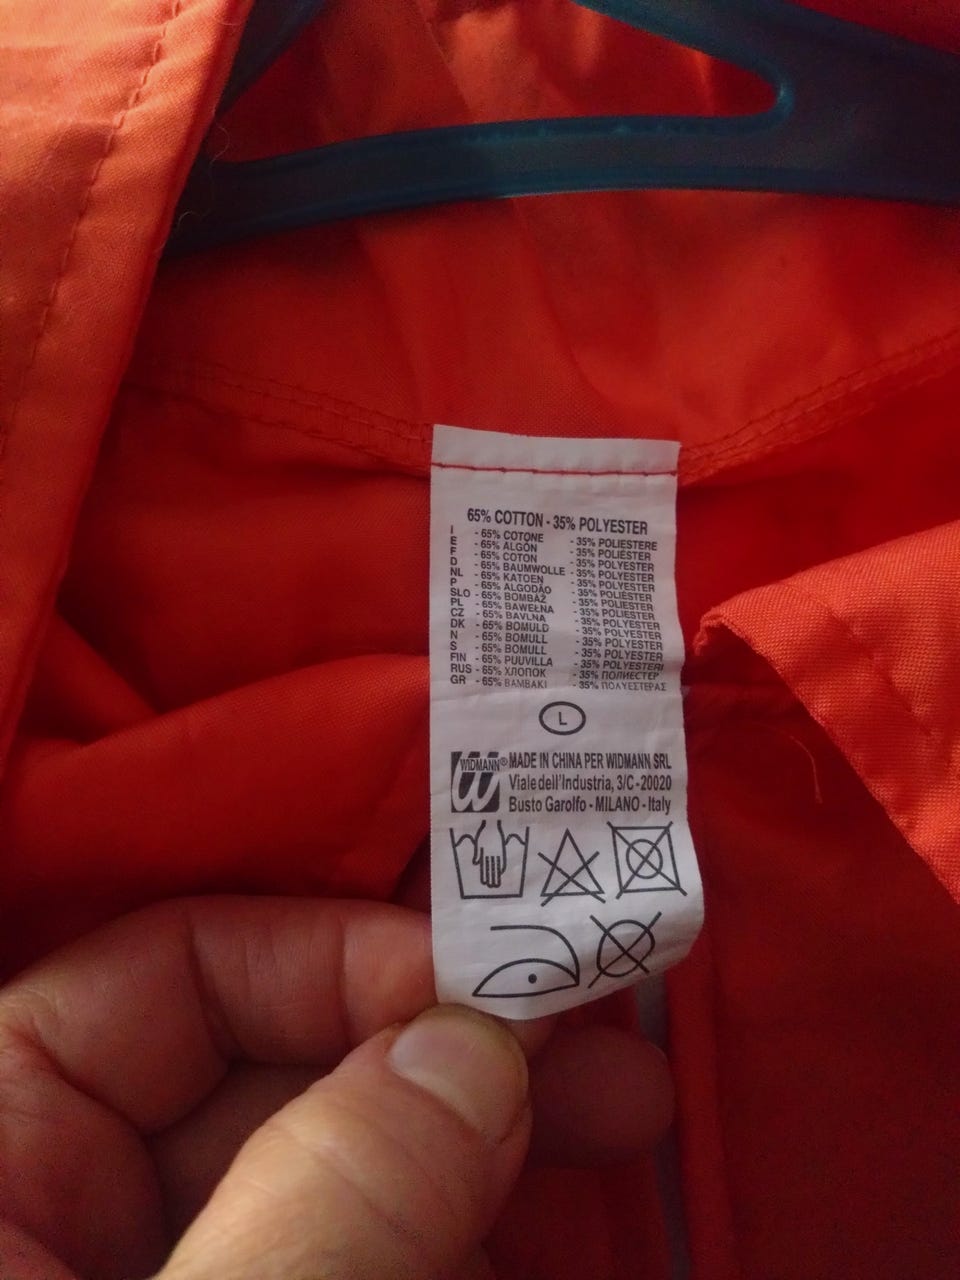 65% COTTON - 35% POLYESTER
I - 65% COTONE - 35% POLIESTERE
E - 65% ALGÓN - 35% POLIÉSTER
F - 65% COTON - 35% POLYESTER
D - 65% BAUMWOLLE - 35% POLYESTER
NL - 65% KATOEN - 35% POLYESTER
P - 65% ALGODÃO - 35% POLIÉSTER
SLO - 65% BOMBAŽ - 35% POLIESTER
PL - 65% BAWEŁNA - 35% POLYESTER
CZ - 65% BAVLNA - 35% POLYESTER
DK - 65% BOMULD - 35% POLYESTER
N - 65% BOMULL - 35% POLYESTER
S - 65% BOMULL - 35% POLYESTER
FIN - 65% PUUVILLA - 35% POLYESTERI
RUS - 65% ХЛОПОК - 35% ПОЛИЕСТЕР
GR - 65% ΒΑΜΒΑΚΙ - 35% ΠΟΛΥΕΣΤΕΡΑΣ
L
WIDMANN® MADE IN CHINA PER WIDMANN SRL
Viale dell'Industria, 3/C - 20020
Busto Garolfo - MILANO - Italy